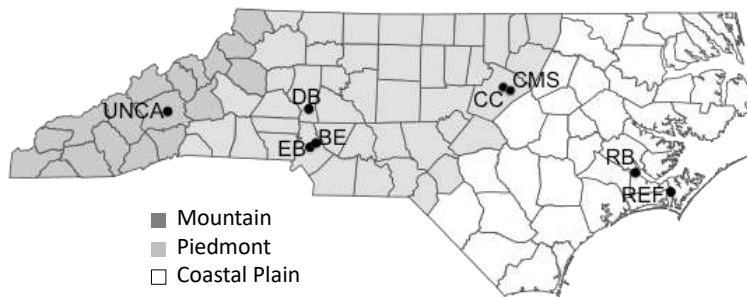 CMS
CC
DB
UNCA
BE
EB
RB
REF
Mountain
Piedmont
Coastal Plain